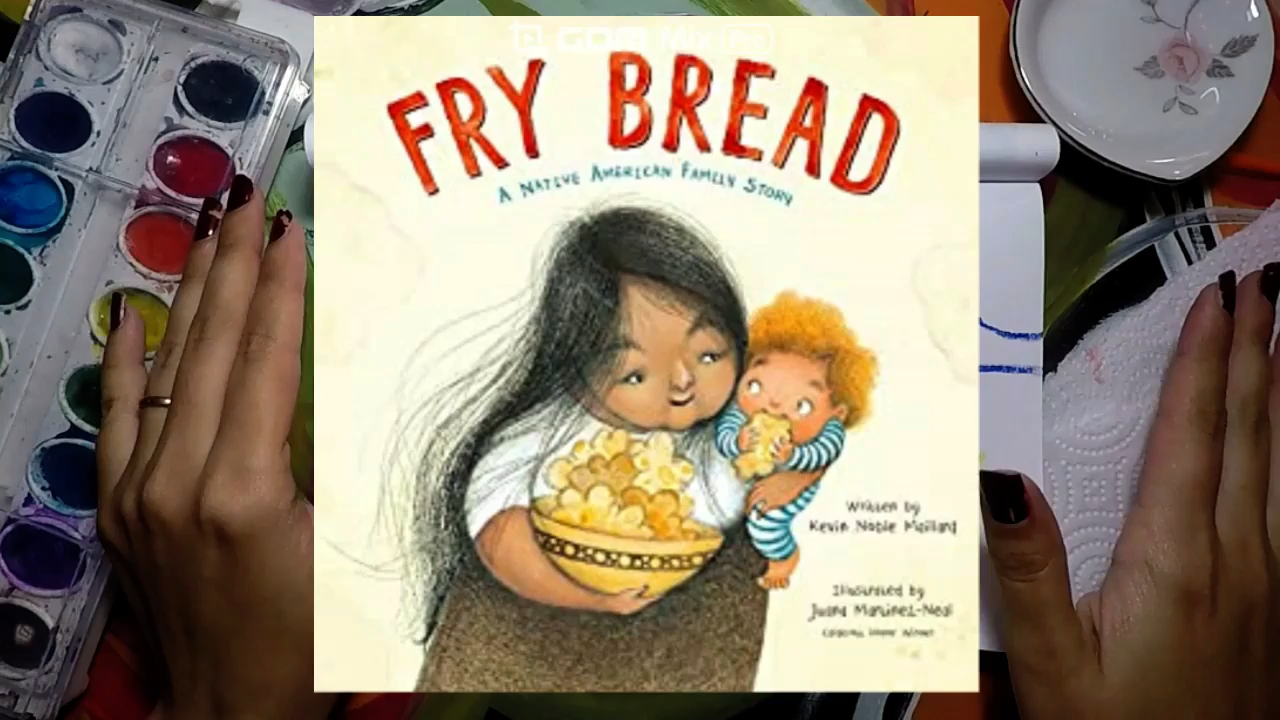 FRY BREAD
A NATIVE AMERICAN FAMILY STORY
Written by
Kevin Noble Maillard
Illustrated by
Juana Martinez-Neal